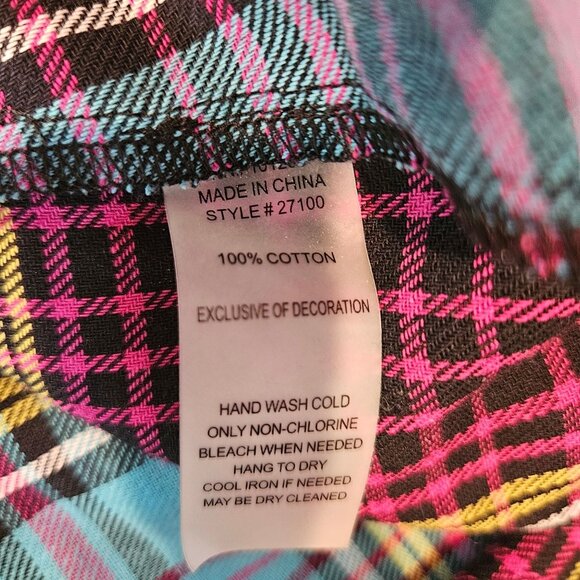 MADE IN CHINA
STYLE # 27100
100% COTTON
EXCLUSIVE OF DECORATION
HAND WASH COLD
ONLY NON-CHLORINE
BLEACH WHEN NEEDED
HANG TO DRY
COOL IRON IF NEEDED
MAY BE DRY CLEANED